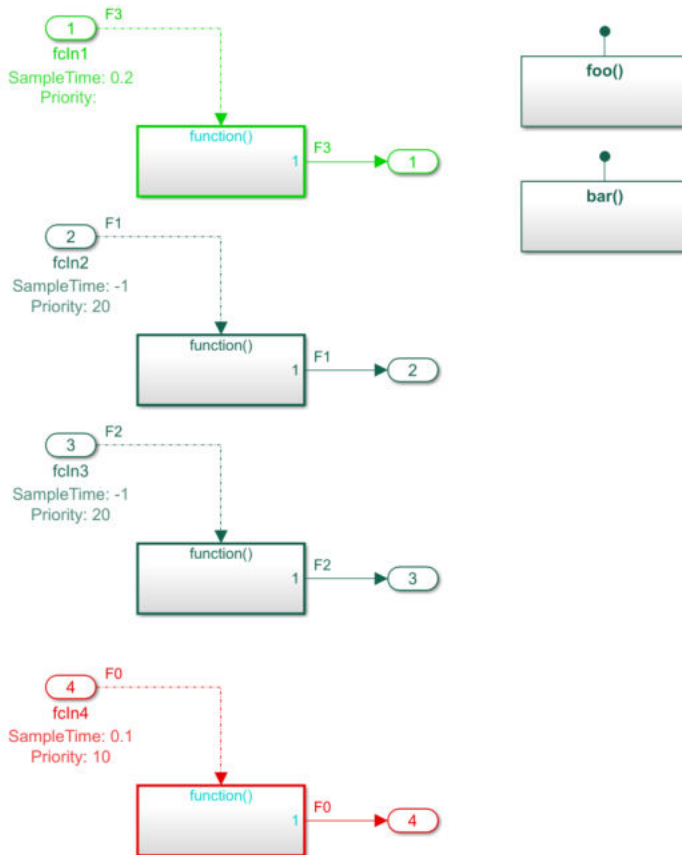 F3
1
fcIn1
SampleTime: 0.2
Priority:
function()
1
F3
1
foo()
bar()
F1
2
fcIn2
SampleTime: -1
Priority: 20
function()
1
F1
2
F2
3
fcIn3
SampleTime: -1
Priority: 20
function()
1
F2
3
F0
4
fcIn4
SampleTime: 0.1
Priority: 10
function()
1
F0
4